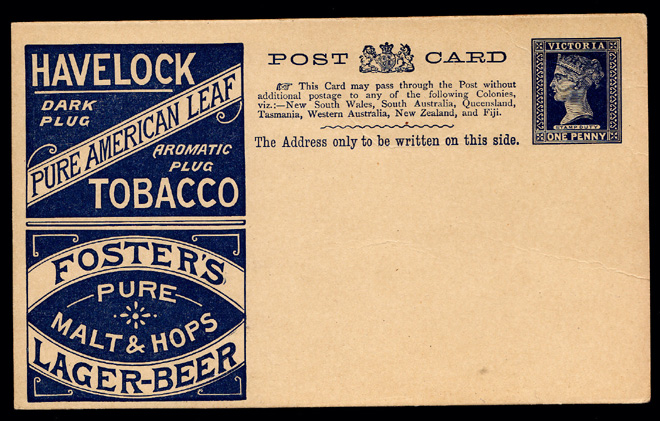 HAVELOCK
DARK
PLUG
PURE AMERICAN LEAF
AROMATIC
PLUG
TOBACCO
FOSTER'S
PURE
MALT & HOPS
LAGER-BEER
POST CARD
☞ This Card may pass through the Post without
additional postage to any of the following Colonies,
viz.:—New South Wales, South Australia, Queensland,
Tasmania, Western Australia, New Zealand, and Fiji.
The Address only to be written on this side.
VICTORIA
STAMP DUTY
ONE PENNY